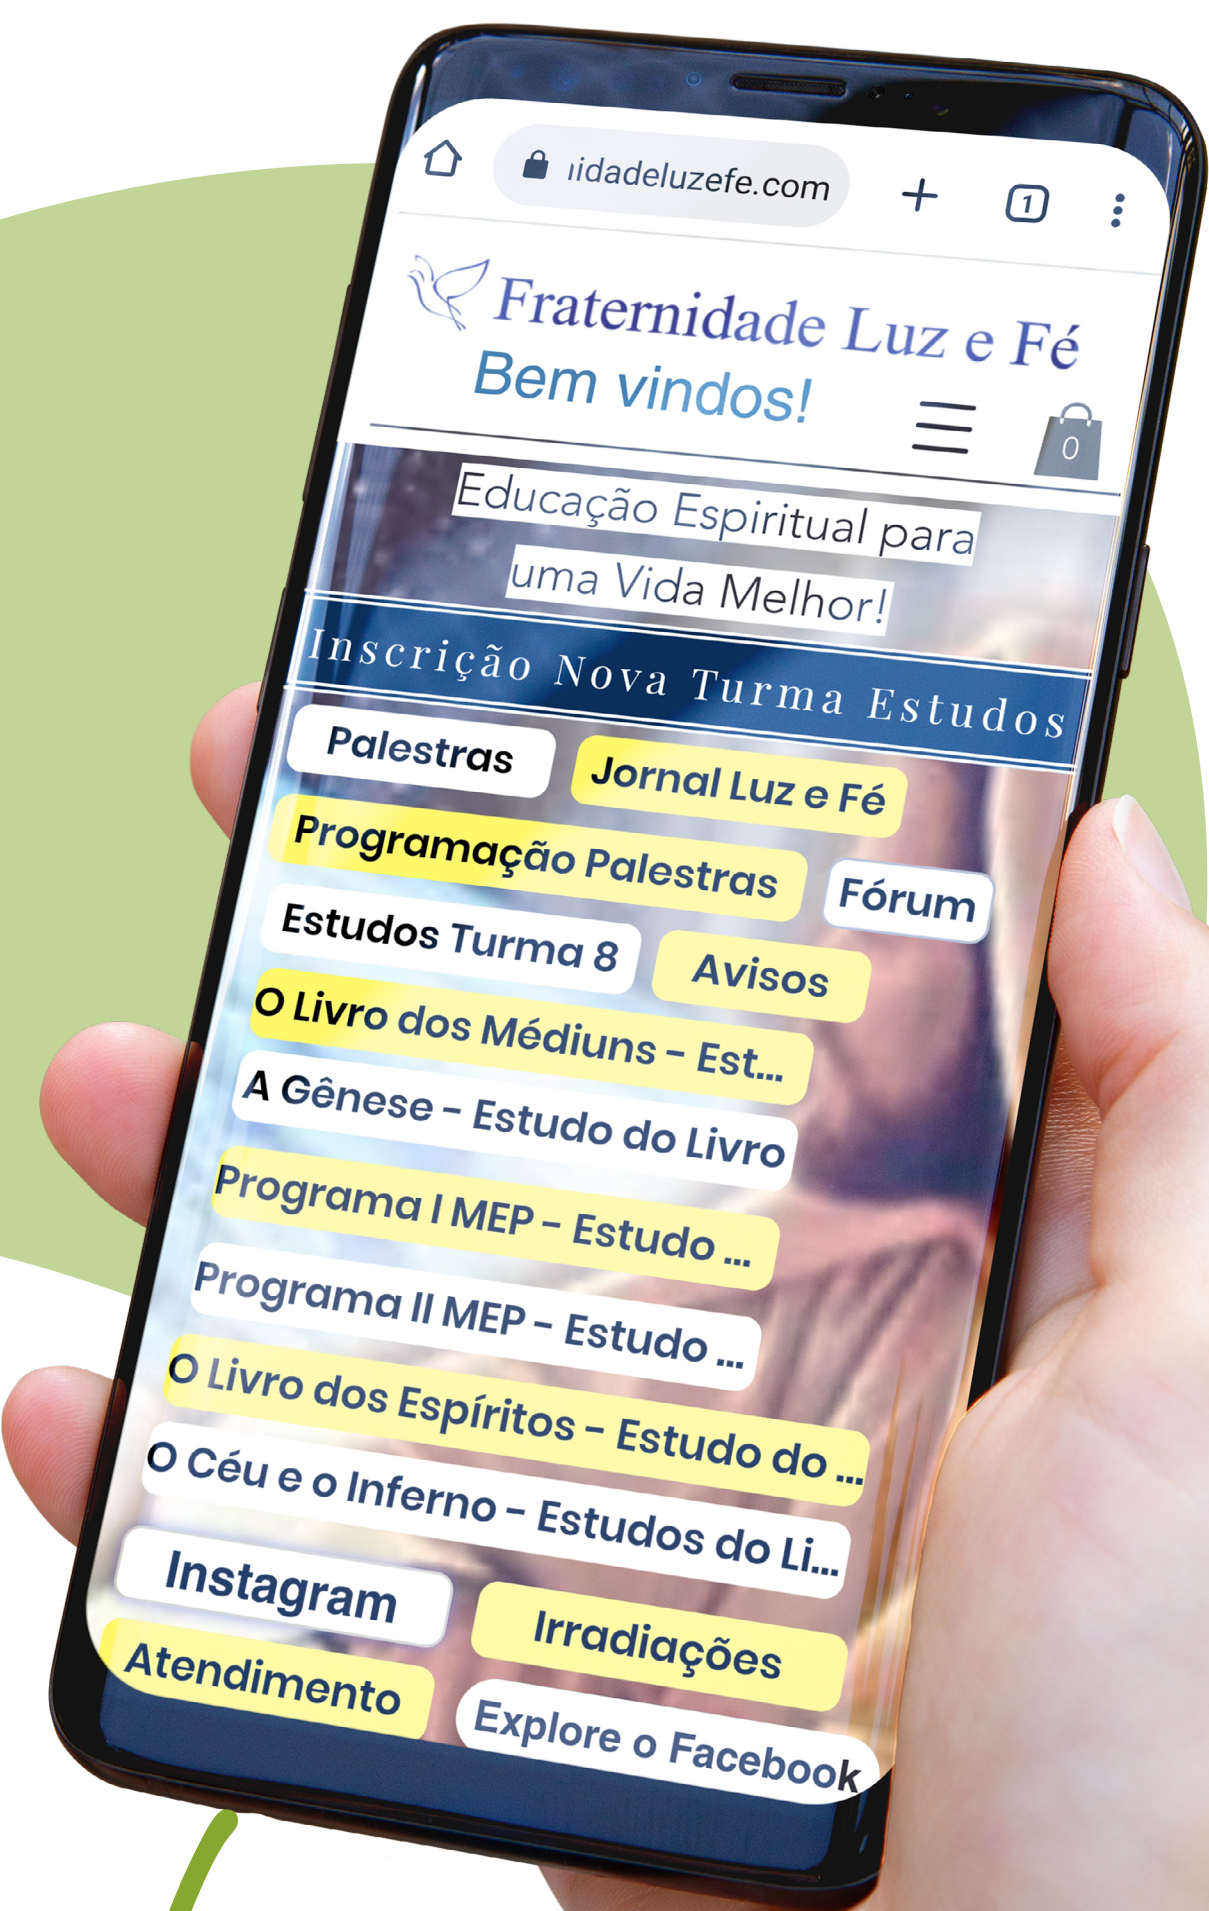 ıidadeluzefe.com
1
Fraternidade Luz e Fé
Bem vindos!
0
Educação Espiritual para
uma Vida Melhor!
Inscrição Nova Turma Estudos
Palestras
Jornal Luz e Fé
Programação Palestras
Fórum
Estudos Turma 8
Avisos
O Livro dos Médiuns - Est...
A Gênese - Estudo do Livro
Programa I MEP - Estudo ...
Programa II MEP - Estudo ...
O Livro dos Espíritos - Estudo do ...
O Céu e o Inferno - Estudos do Li...
Instagram
Irradiações
Atendimento
Explore o Facebook